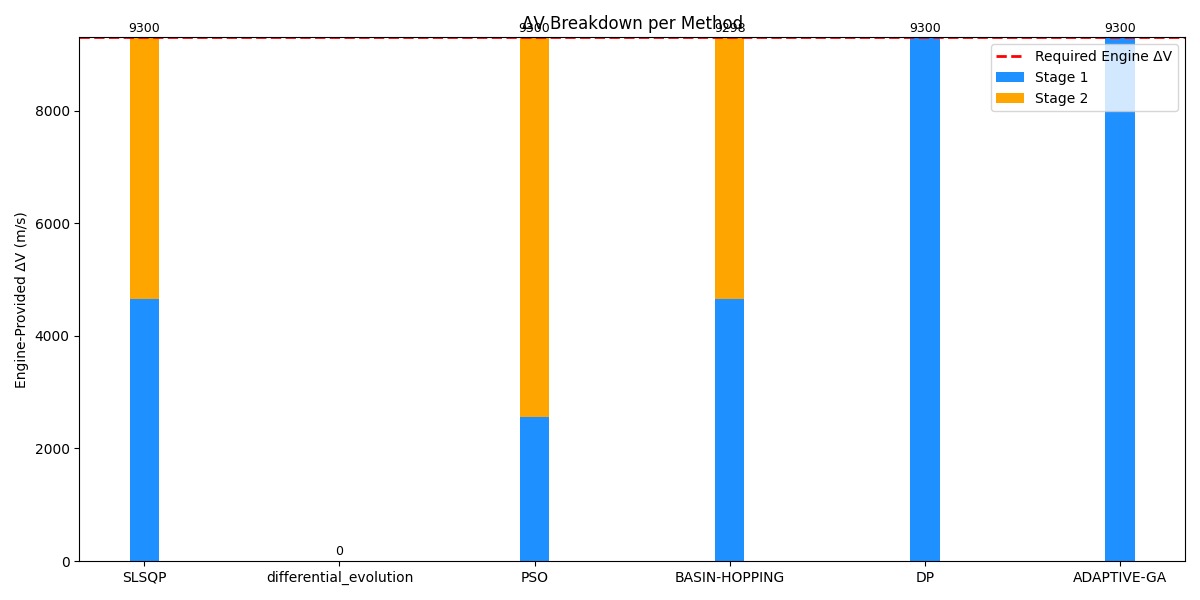 ΔV Breakdown per Method
9300
9300
9298
9300
9300
Required Engine ΔV
Stage 1
Stage 2
Engine-Provided ΔV (m/s)
8000
6000
4000
2000
0
0
SLSQP
differential_evolution
PSO
BASIN-HOPPING
DP
ADAPTIVE-GA